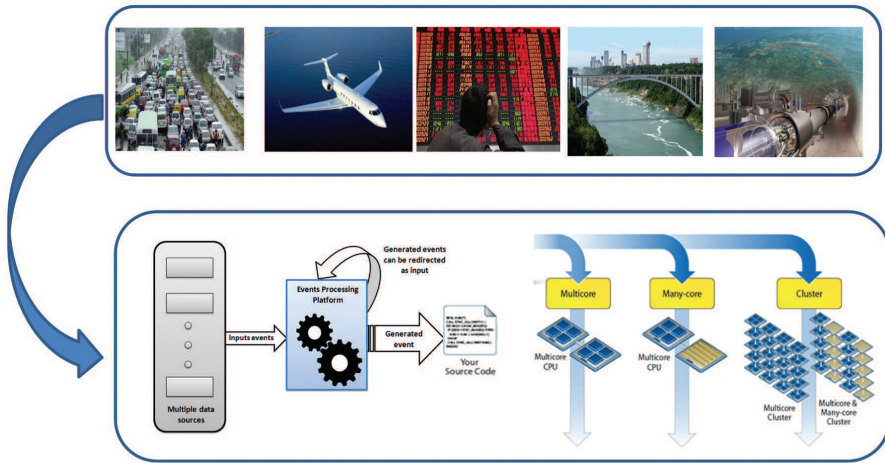 Generated events
can be redirected
as input
Events Processing
Platform
Inputs events
Generated
event
Your
Source Code
Multiple data
sources
Multicore
Many-core
Cluster
Multicore
CPU
Multicore
CPU
Multicore
Cluster
Multicore &
Many-core
Cluster